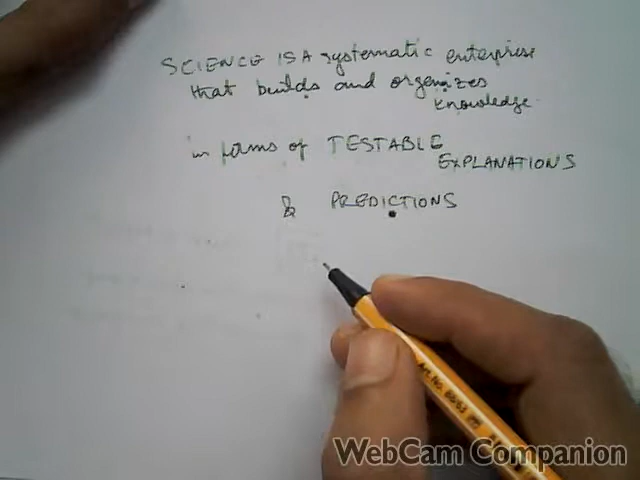 SCIENCE IS A systematic enterprise
that builds and organizes
knowledge
in forms of TESTABLE
EXPLANATIONS
& PREDICTIONS
WebCam Companion